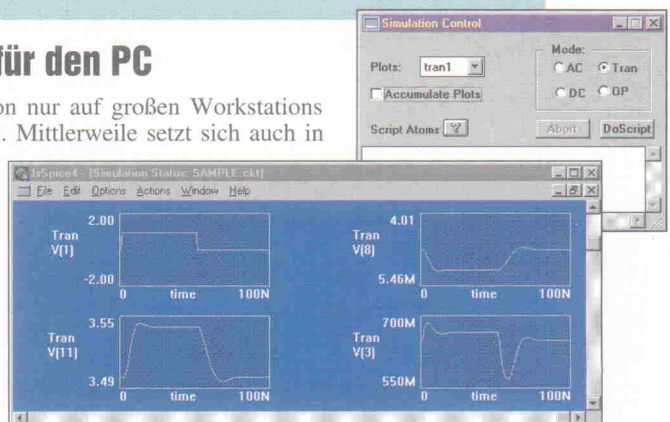 für den PC
on nur auf großen Workstations
. Mittlerweile setzt sich auch in
Simulation Control
Plots: tran1
Accumulate Plots
Mode:
AC Tran
DC OP
Script Atoms ? Abort DoScript
IsSpice4 - [Simulation Status: SAMPLE.ckt]
File Edit Options Actions Window Help
2.00
Tran
V(1)
-2.00
0 time 100N
4.01
Tran
V(8)
5.46M
0 time 100N
3.55
Tran
V(11)
3.49
0 time 100N
700M
Tran
V(3)
550M
0 time 100N